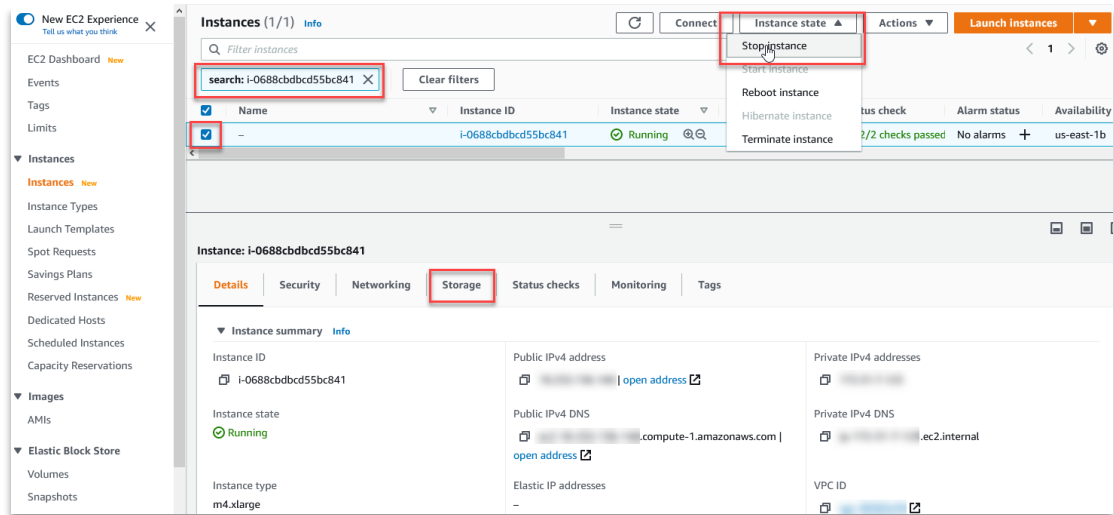 New EC2 Experience
Tell us what you think
EC2 Dashboard New
Events
Tags
Limits
Instances
Instances New
Instance Types
Launch Templates
Spot Requests
Savings Plans
Reserved Instances New
Dedicated Hosts
Scheduled Instances
Capacity Reservations
Images
AMIs
Elastic Block Store
Volumes
Snapshots
Instances (1/1) Info
Connect
Instance state
Actions
Launch instances
Filter instances
1
search: i-0688cbdbcd55bc841
Clear filters
Stop instance
Start instance
Reboot instance
Hibernate instance
Terminate instance
Name
Instance ID
Instance state
tus check
Alarm status
Availability
–
i-0688cbdbcd55bc841
Running
2/2 checks passed
No alarms +
us-east-1b
Instance: i-0688cbdbcd55bc841
Details
Security
Networking
Storage
Status checks
Monitoring
Tags
Instance summary Info
Instance ID
Public IPv4 address
Private IPv4 addresses
i-0688cbdbcd55bc841
| open address
Instance state
Public IPv4 DNS
Private IPv4 DNS
Running
.compute-1.amazonaws.com |
open address
.ec2.internal
Instance type
Elastic IP addresses
VPC ID
m4.xlarge
–